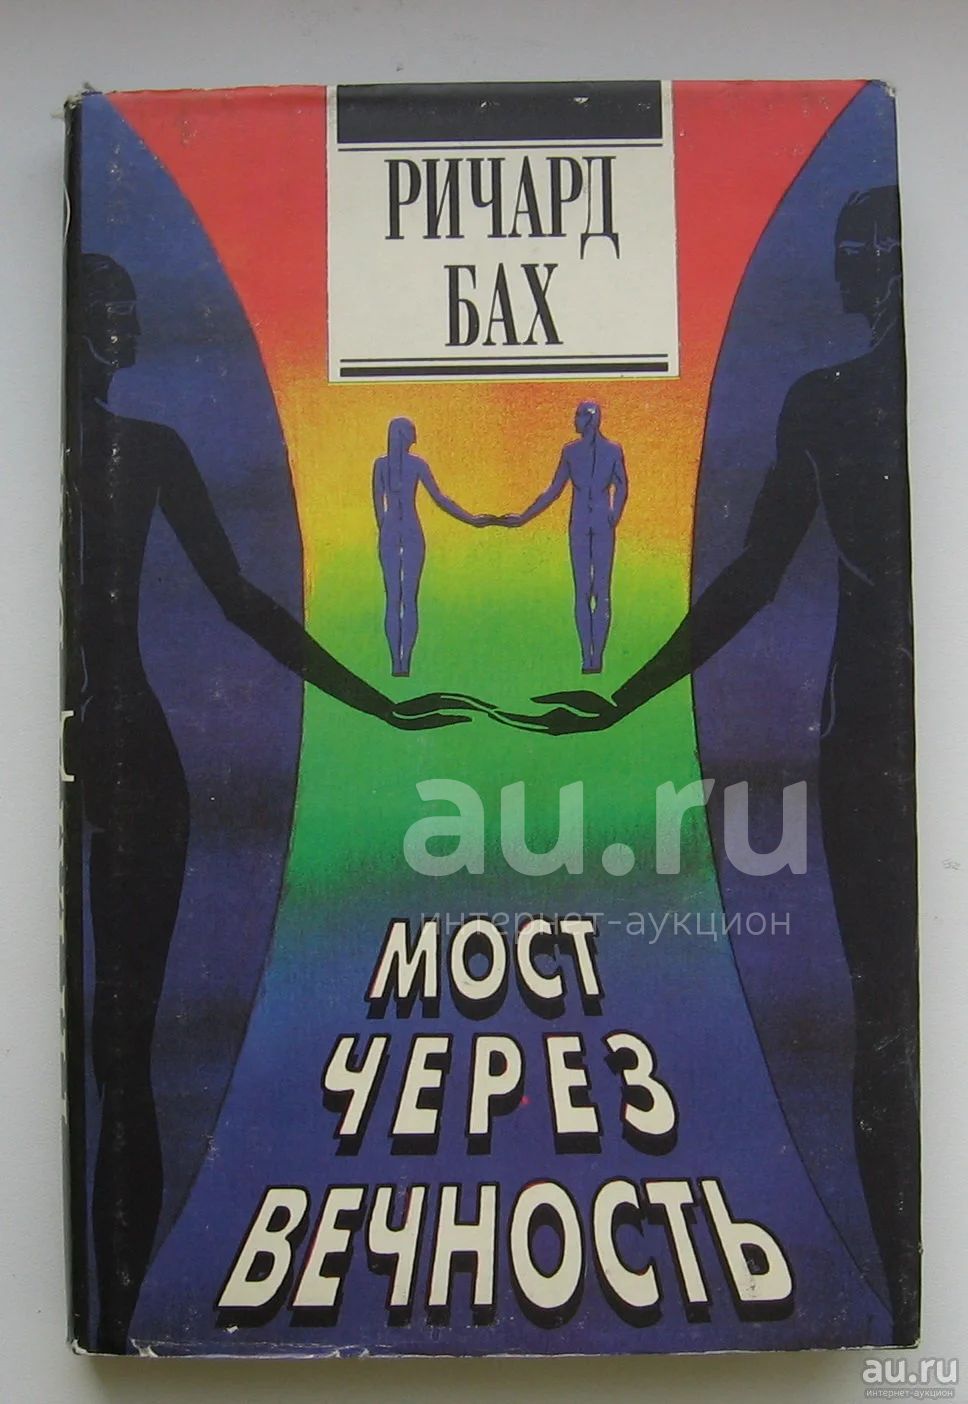 РИЧАРД
БАХ
au.ru
интернет-аукцион
МОСТ
ЧЕРЕЗ
ВЕЧНОСТЬ
au.ru
интернет-аукцион